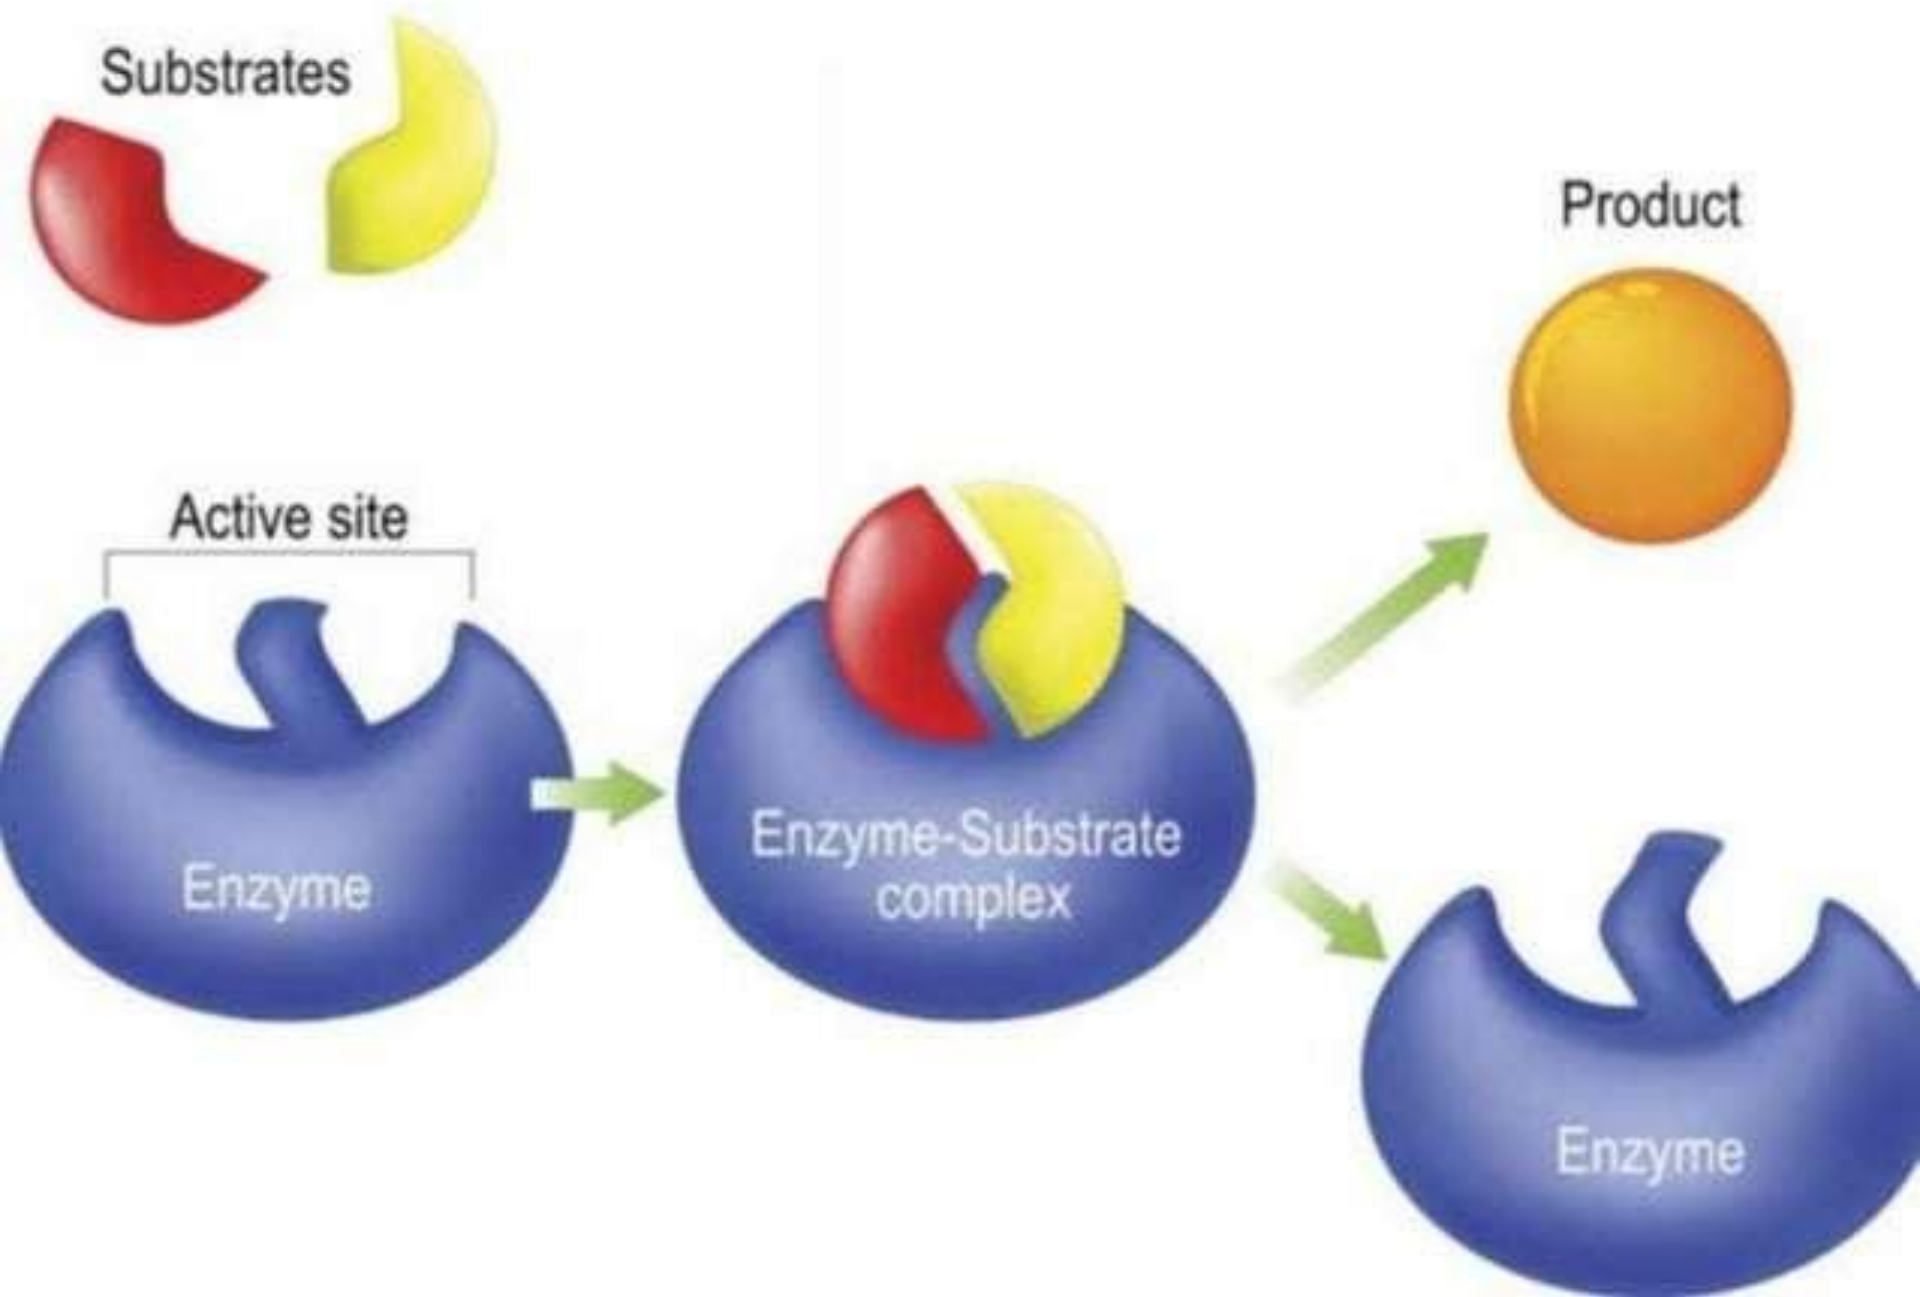 Substrates
Active site
Enzyme
Enzyme-Substrate
complex
Product
Enzyme